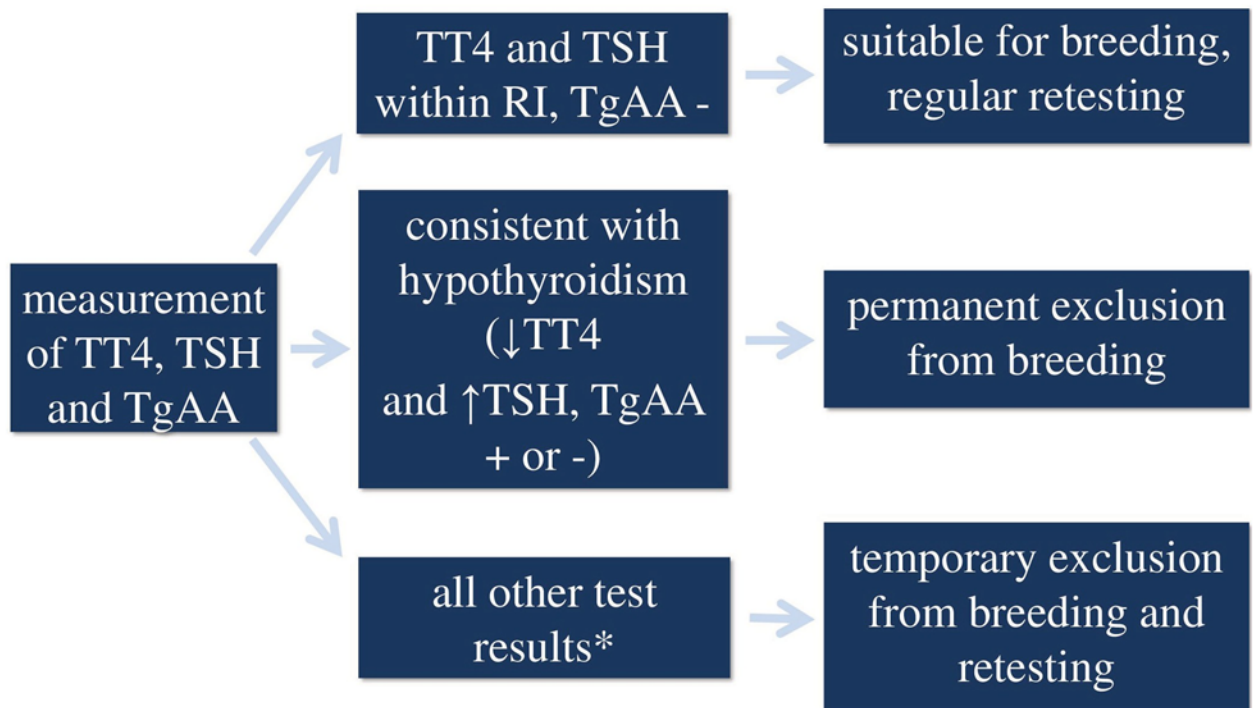 measurement
of TT4, TSH
and TgAA
TT4 and TSH
within RI, TgAA -
suitable for breeding,
regular retesting
consistent with
hypothyroidism
(↓TT4
and ↑TSH, TgAA
+ or -)
permanent exclusion
from breeding
all other test
results*
temporary exclusion
from breeding and
retesting